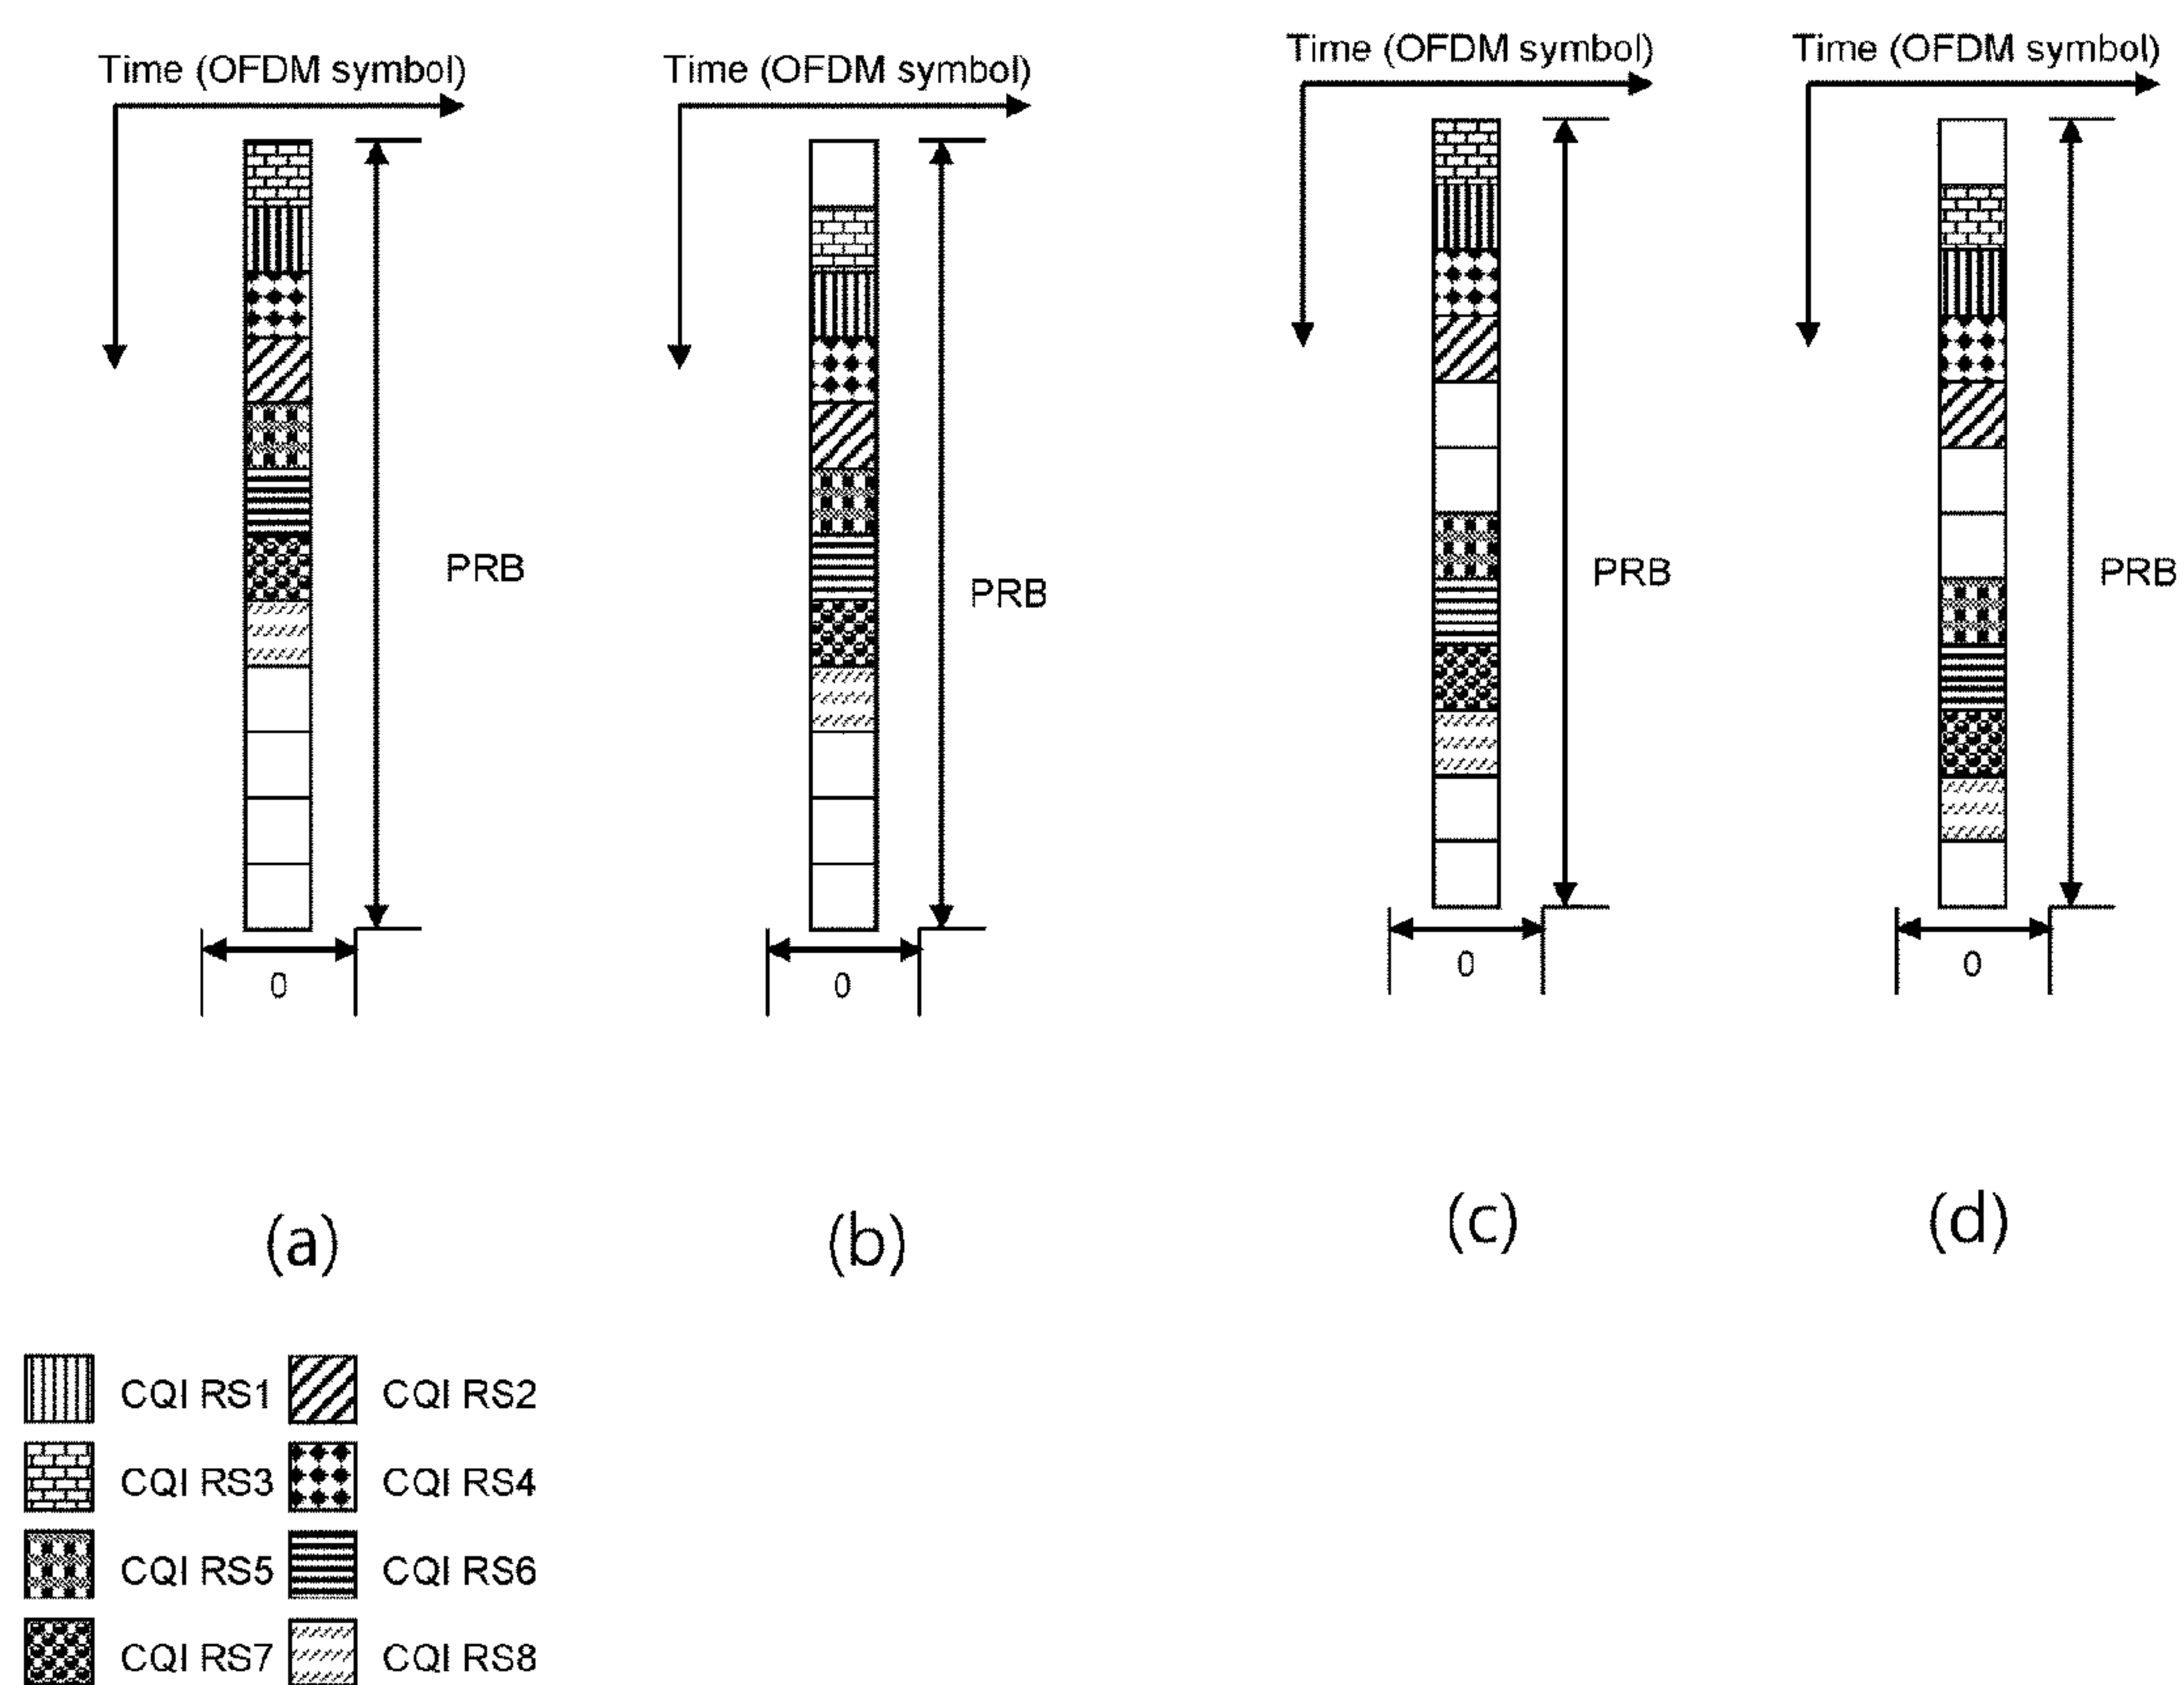 Time (OFDM symbol) Time (OFDM symbol) Time (OFDM symbol) Time (OFDM symbol)
PRB PRB PRB PRB
0 0 0 0
(a) (b) (c) (d)
CQI RS1 CQI RS2
CQI RS3 CQI RS4
CQI RS5 CQI RS6
CQI RS7 CQI RS8